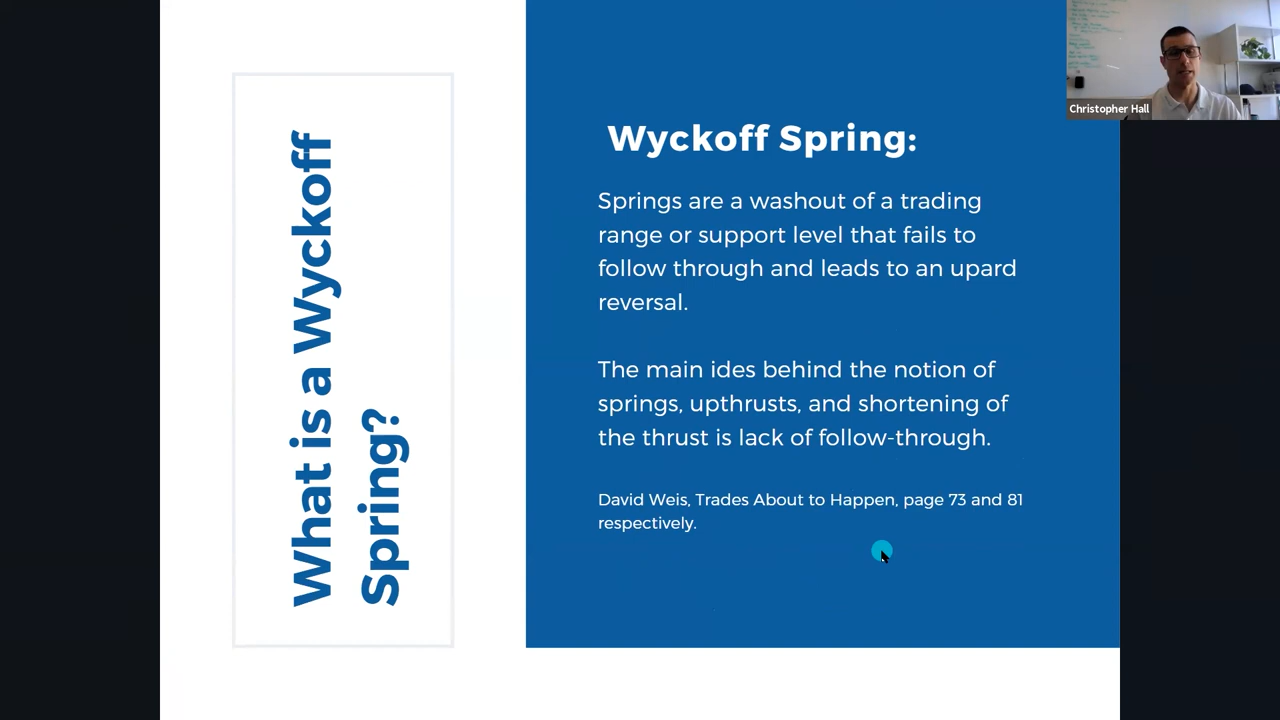 What is a Wyckoff
Spring?
Wyckoff Spring:
Springs are a washout of a trading
range or support level that fails to
follow through and leads to an upard
reversal.
The main ides behind the notion of
springs, upthrusts, and shortening of
the thrust is lack of follow-through.
David Weis, Trades About to Happen, page 73 and 81
respectively.
Christopher Hall